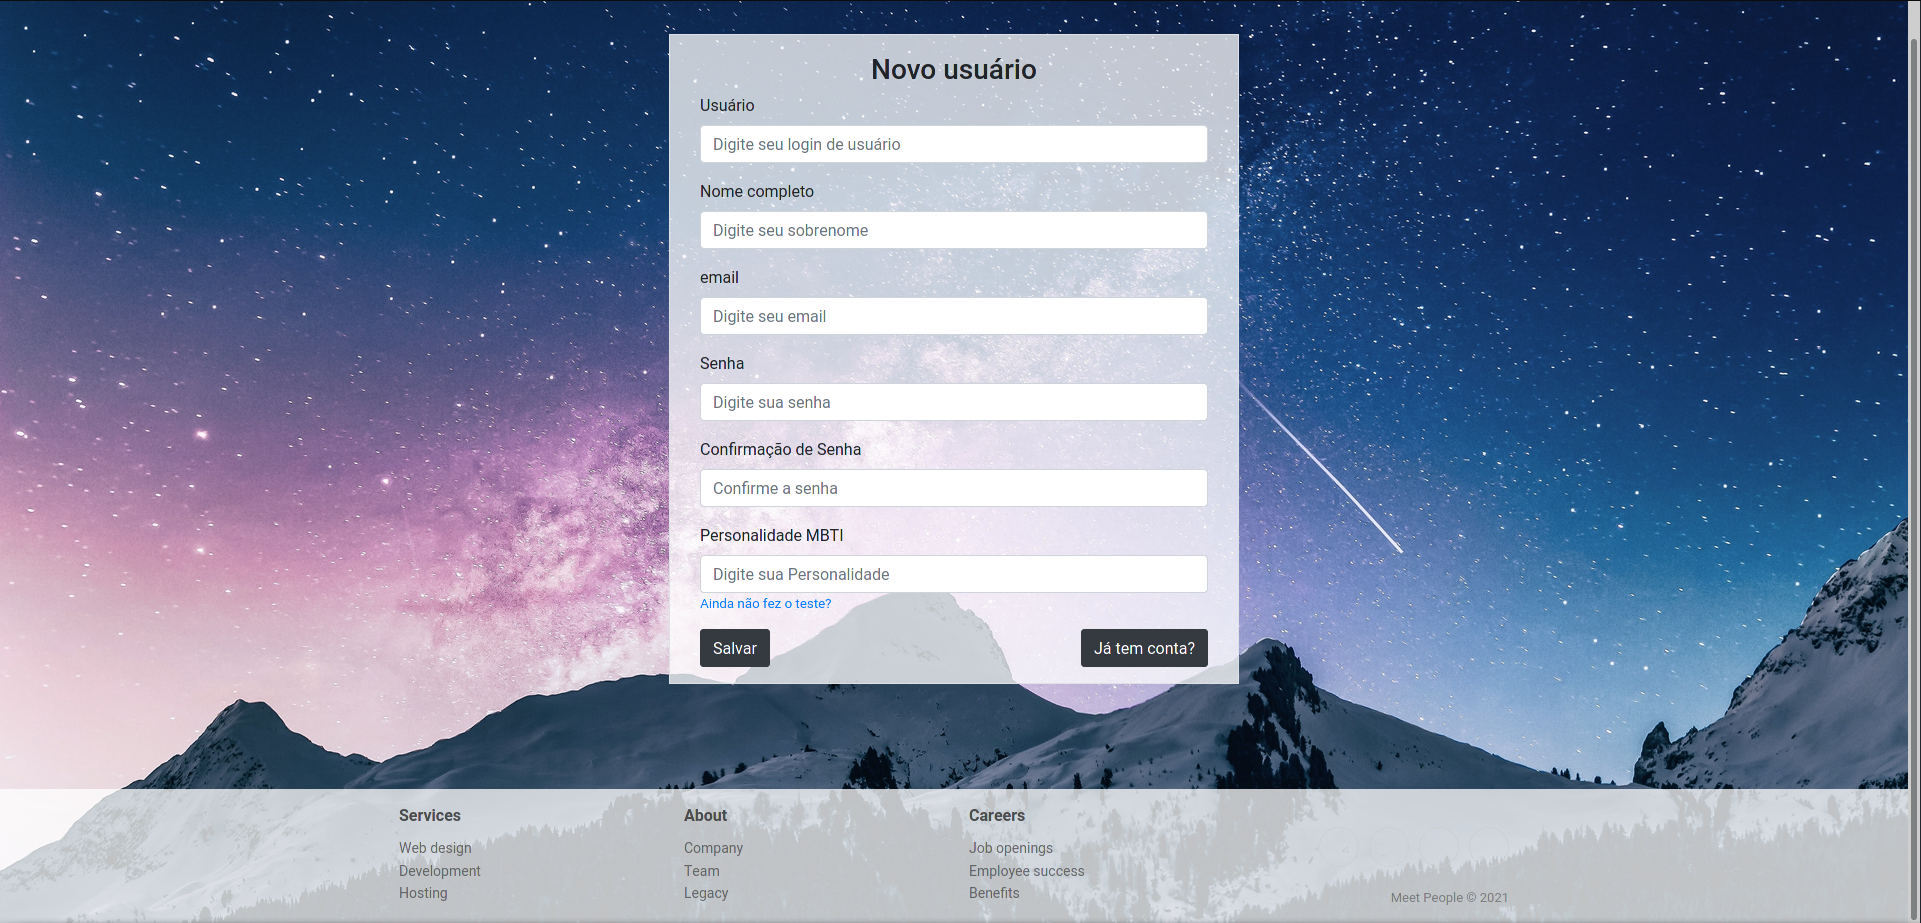 Novo usuário
Usuário
Digite seu login de usuário
Nome completo
Digite seu sobrenome
email
Digite seu email
Senha
Digite sua senha
Confirmação de Senha
Confirme a senha
Personalidade MBTI
Digite sua Personalidade
Ainda não fez o teste?
Salvar
Já tem conta?
Services
Web design
Development
Hosting
About
Company
Team
Legacy
Careers
Job openings
Employee success
Benefits
Meet People © 2021